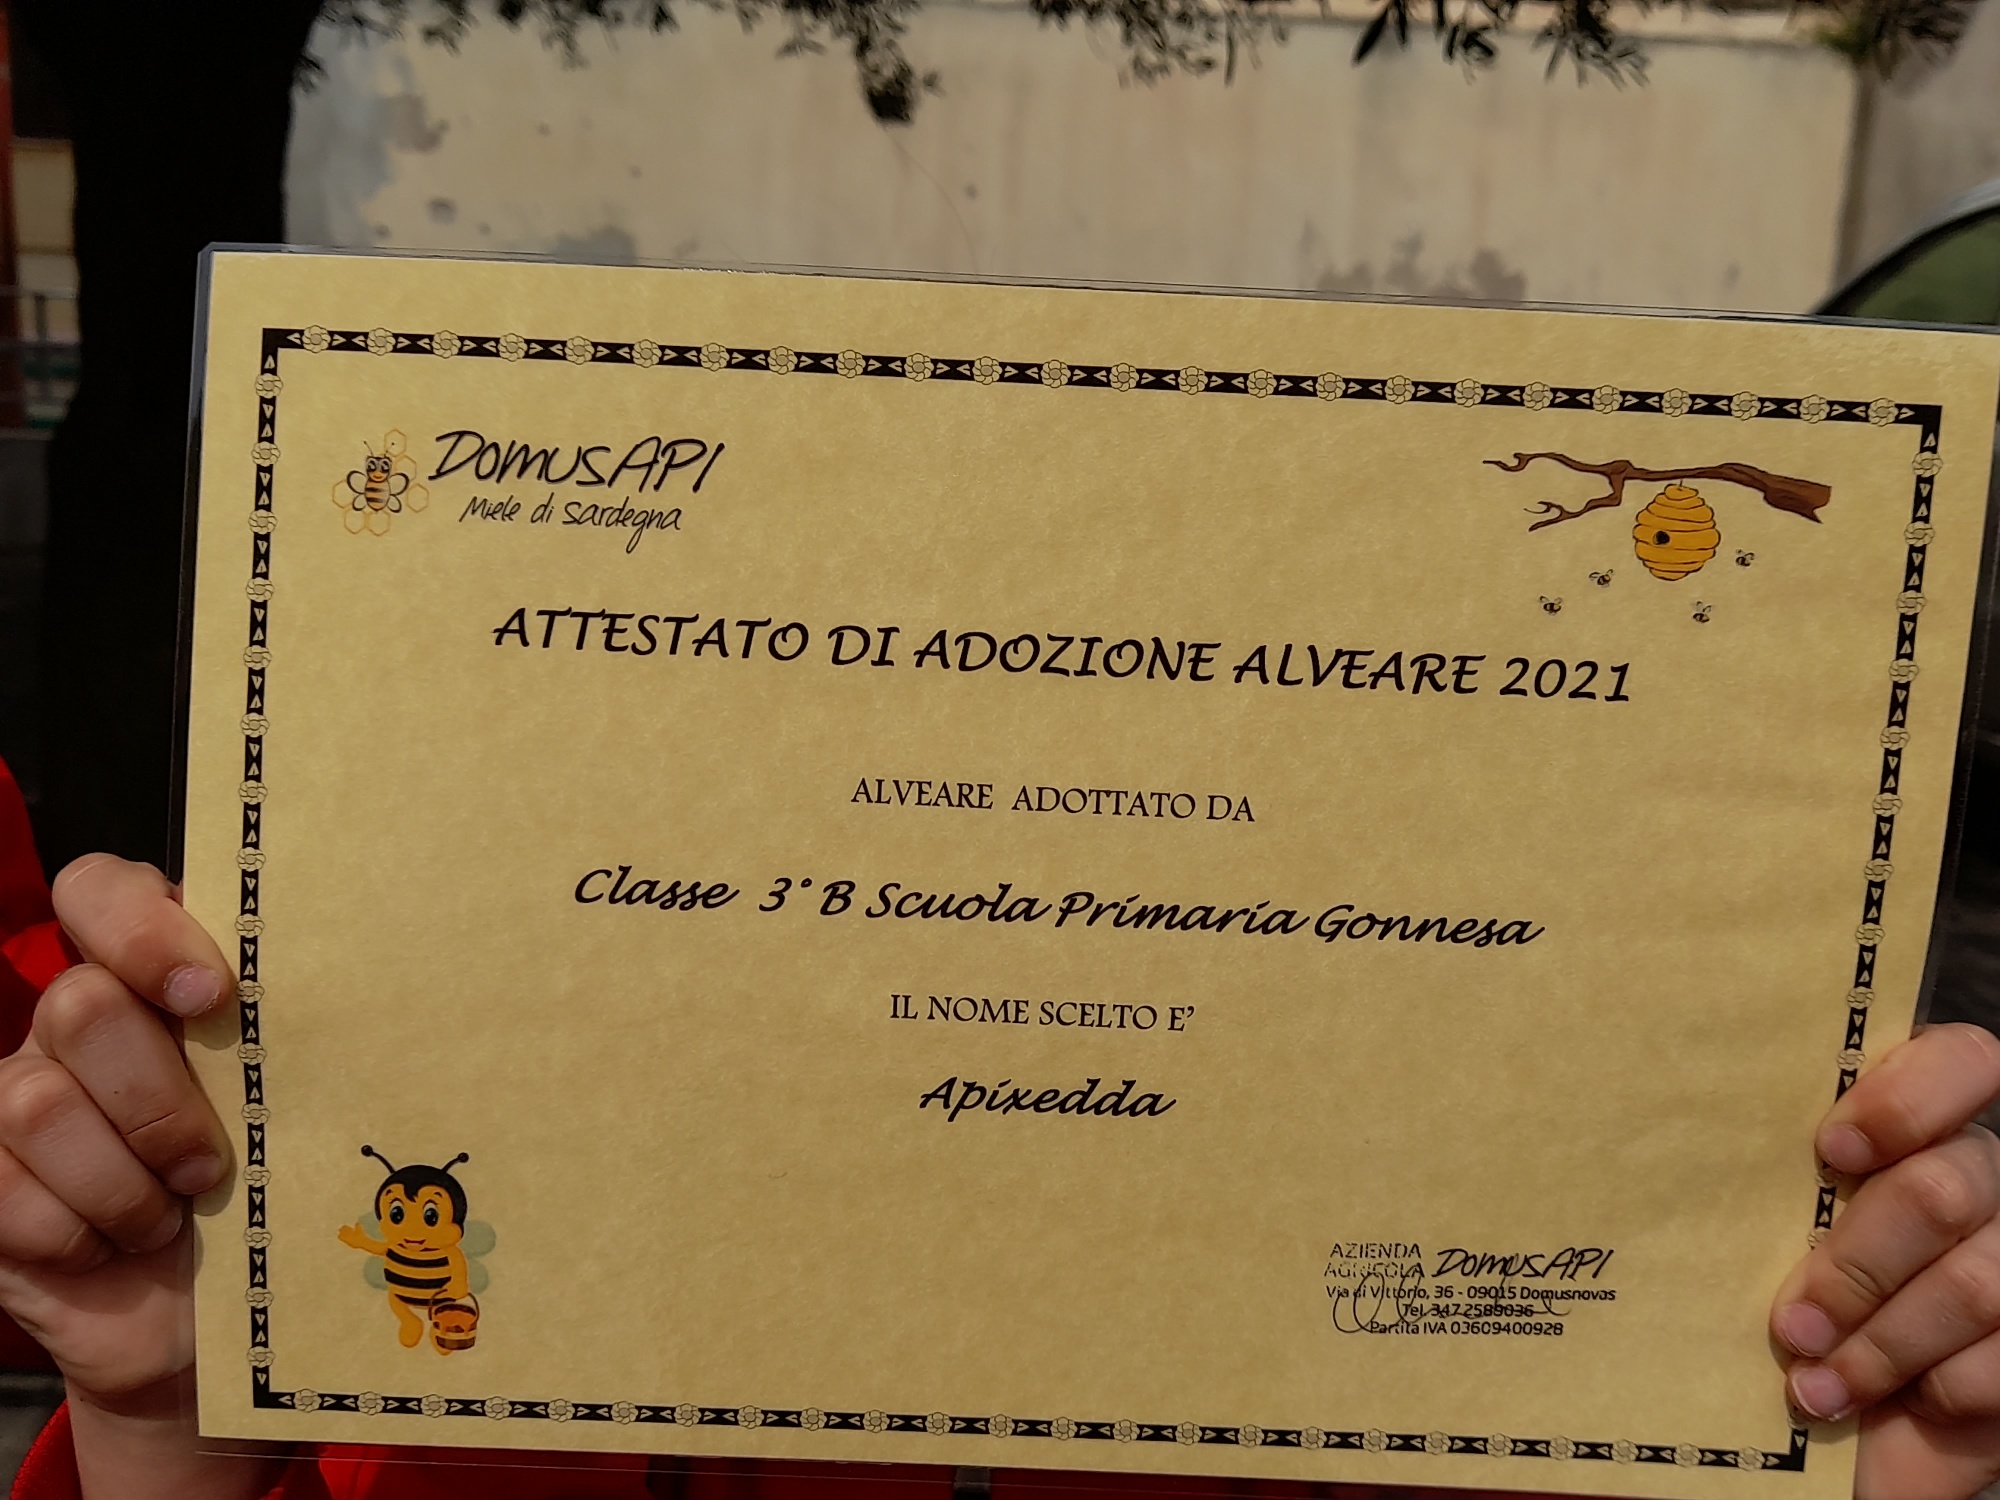 DomusAPI
Miele di Sardegna
ATTESTATO DI ADOZIONE ALVEARE 2021
ALVEARE ADOTTATO DA
Classe 3° B Scuola Primaria Gonnesa
IL NOME SCELTO E’
Apixedda
AZIENDA
AGRICOLA DomusAPI
Via di Vittorio, 36 - 09015 Domusnovas
Tel. 347 2589036
Partita IVA 03609400928